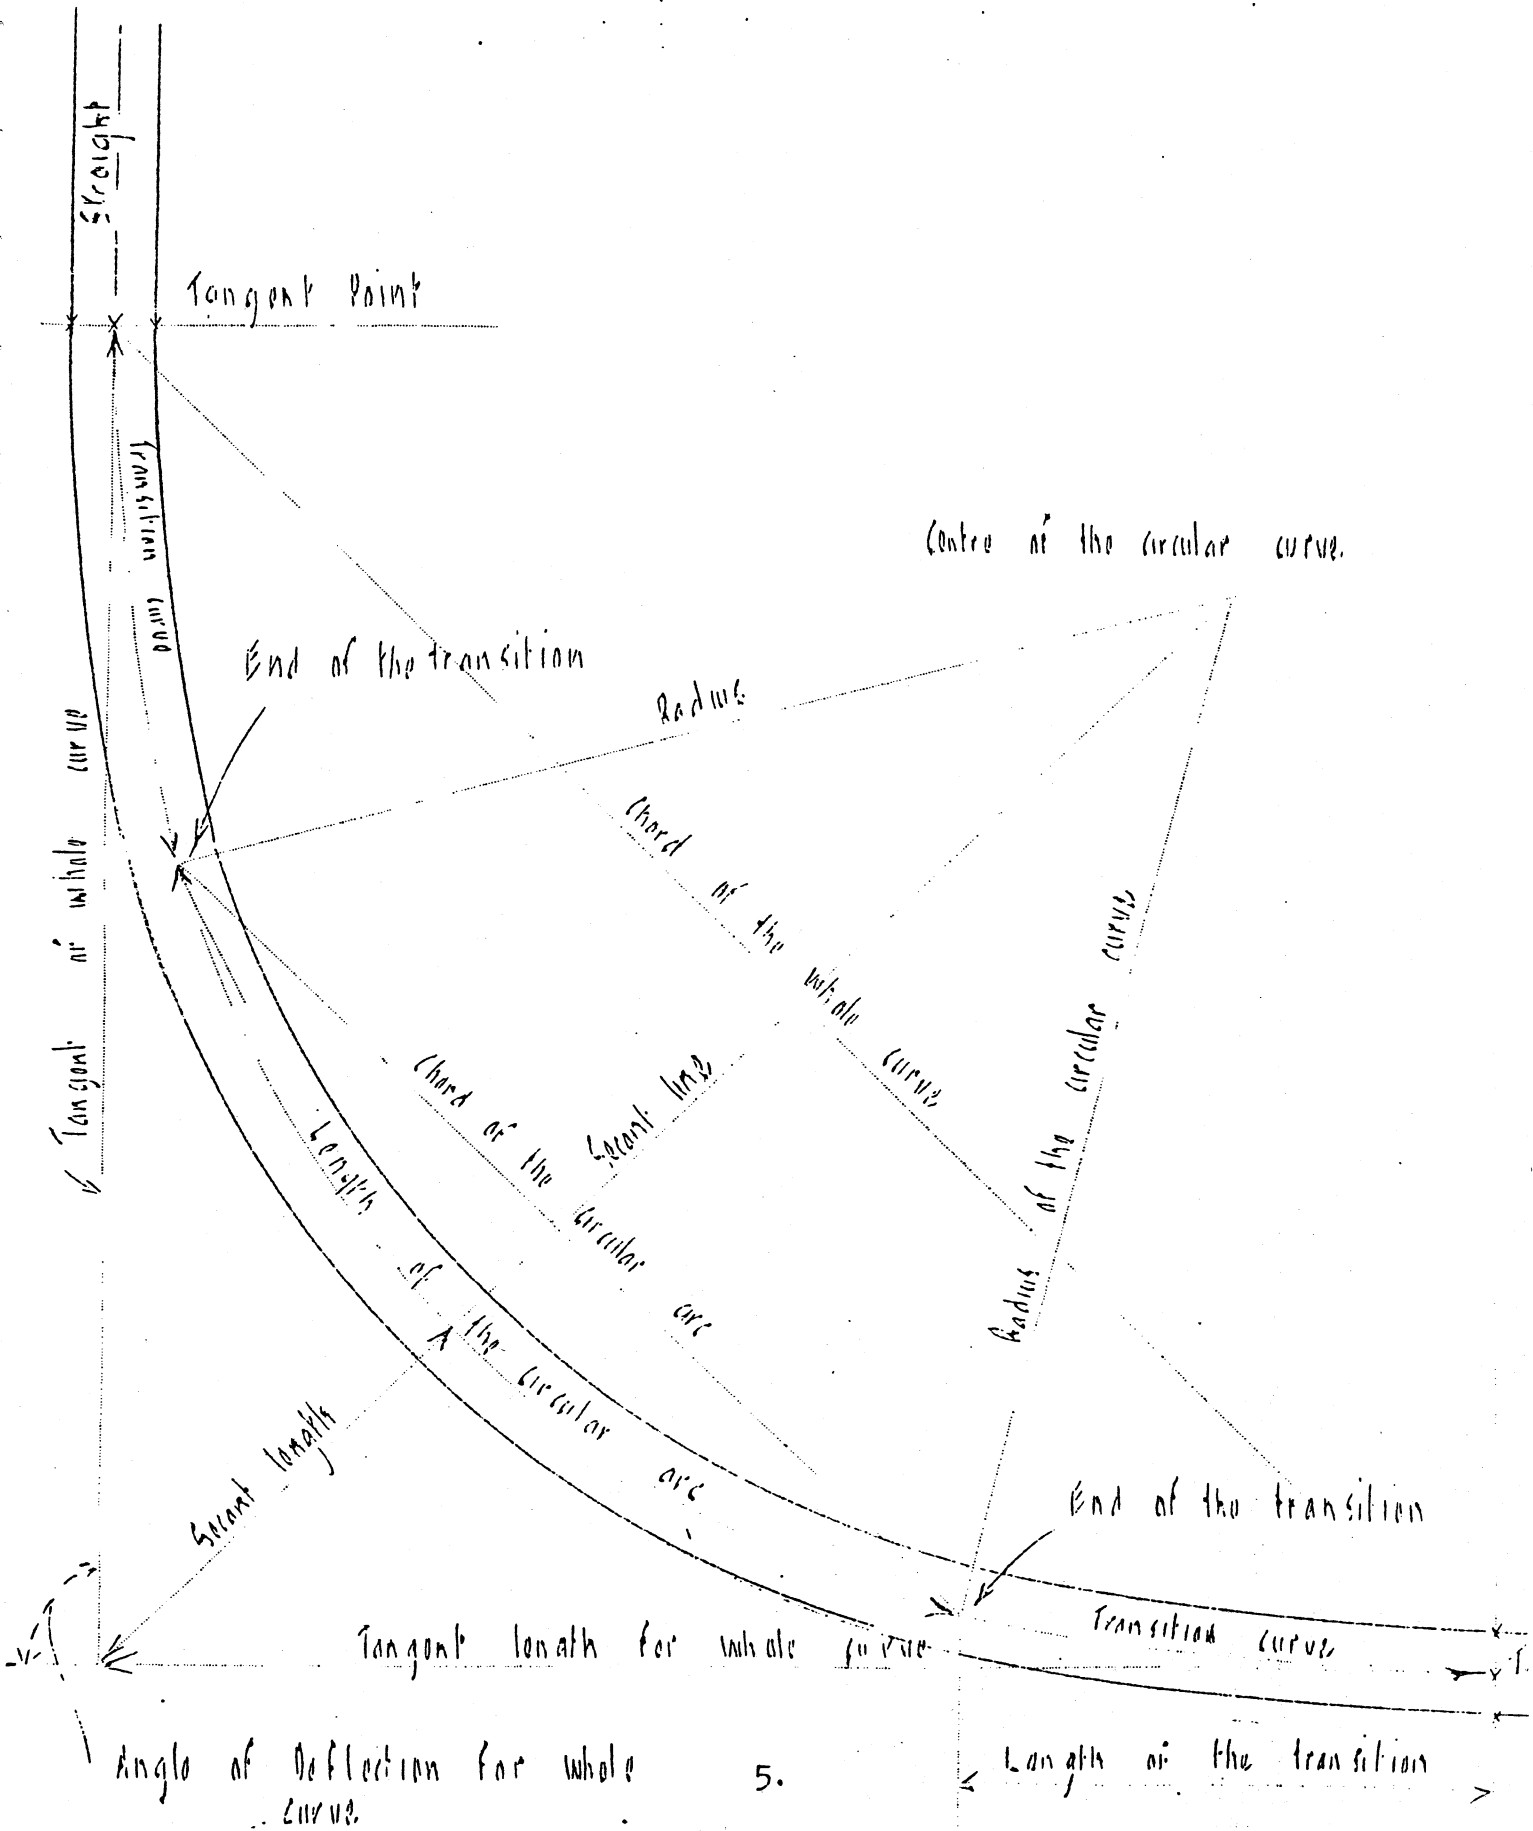 Straight
Tangent Point
Transition curve
Centre of the circular curve.
End of the transition
Radius
Tangent of whole curve
Chord of the whole curve
Radius of the circular curve
Chord of the circular arc
Secant line
Length of the circular arc
Secant length
End of the transition
Transition curve
Tangent length for whole curve
T.
Angle of Deflection for whole
curve.
5.
Length of the transition